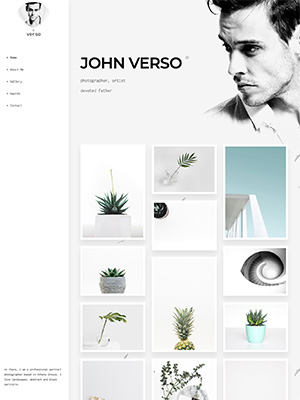 verso
Home
About Me
Gallery
Awards
Contact
JOHN VERSO
photographer, artist
devoted father
Hi there, I am a professional portrait
photographer based in Athens Greece. I
love landscapes, abstract and black
portraits.